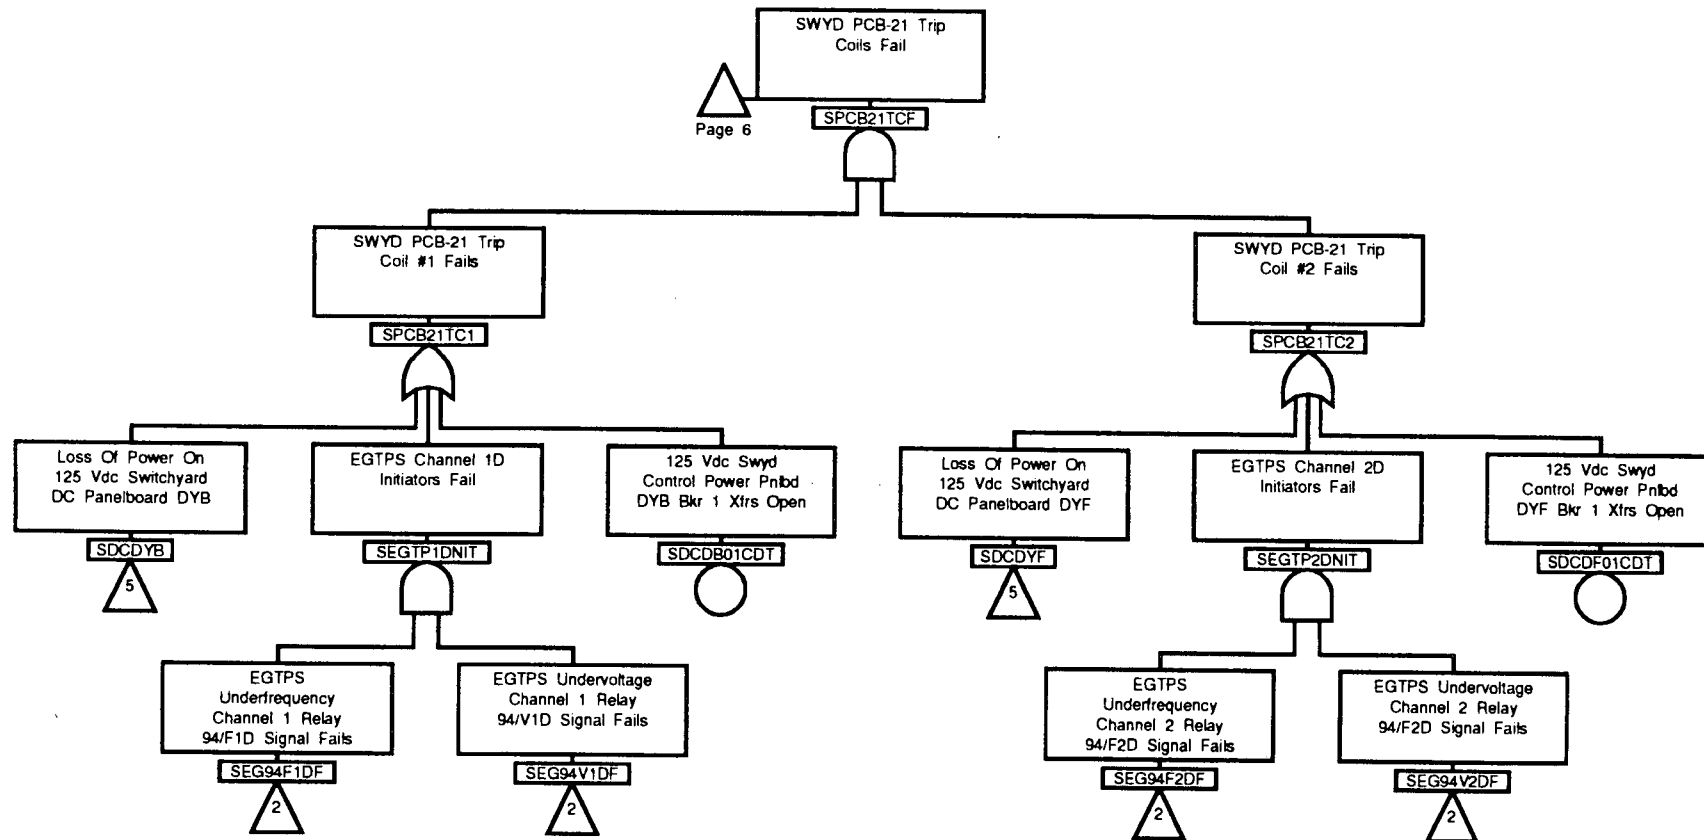 SWYD PCB-21 Trip
Coils Fail
Page 6
SPCB21TCF
SWYD PCB-21 Trip
Coil #1 Fails
SPCB21TC1
SWYD PCB-21 Trip
Coil #2 Fails
SPCB21TC2
Loss Of Power On
125 Vdc Switchyard
DC Panelboard DYB
SDCDYB
5
EGTPS Channel 1D
Initiators Fail
SEGTP1DNIT
125 Vdc Swyd
Control Power Pnlbd
DYB Bkr 1 Xfrs Open
SDCDB01CDT
Loss Of Power On
125 Vdc Switchyard
DC Panelboard DYF
SDCDYF
5
EGTPS Channel 2D
Initiators Fail
SEGTP2DNIT
125 Vdc Swyd
Control Power Pnlbd
DYF Bkr 1 Xfrs Open
SDCDF01CDT
EGTPS
Underfrequency
Channel 1 Relay
94/F1D Signal Fails
SEG94F1DF
2
EGTPS Undervoltage
Channel 1 Relay
94/V1D Signal Fails
SEG94V1DF
2
EGTPS
Underfrequency
Channel 2 Relay
94/F2D Signal Fails
SEG94F2DF
2
EGTPS Undervoltage
Channel 2 Relay
94/F2D Signal Fails
SEG94V2DF
2